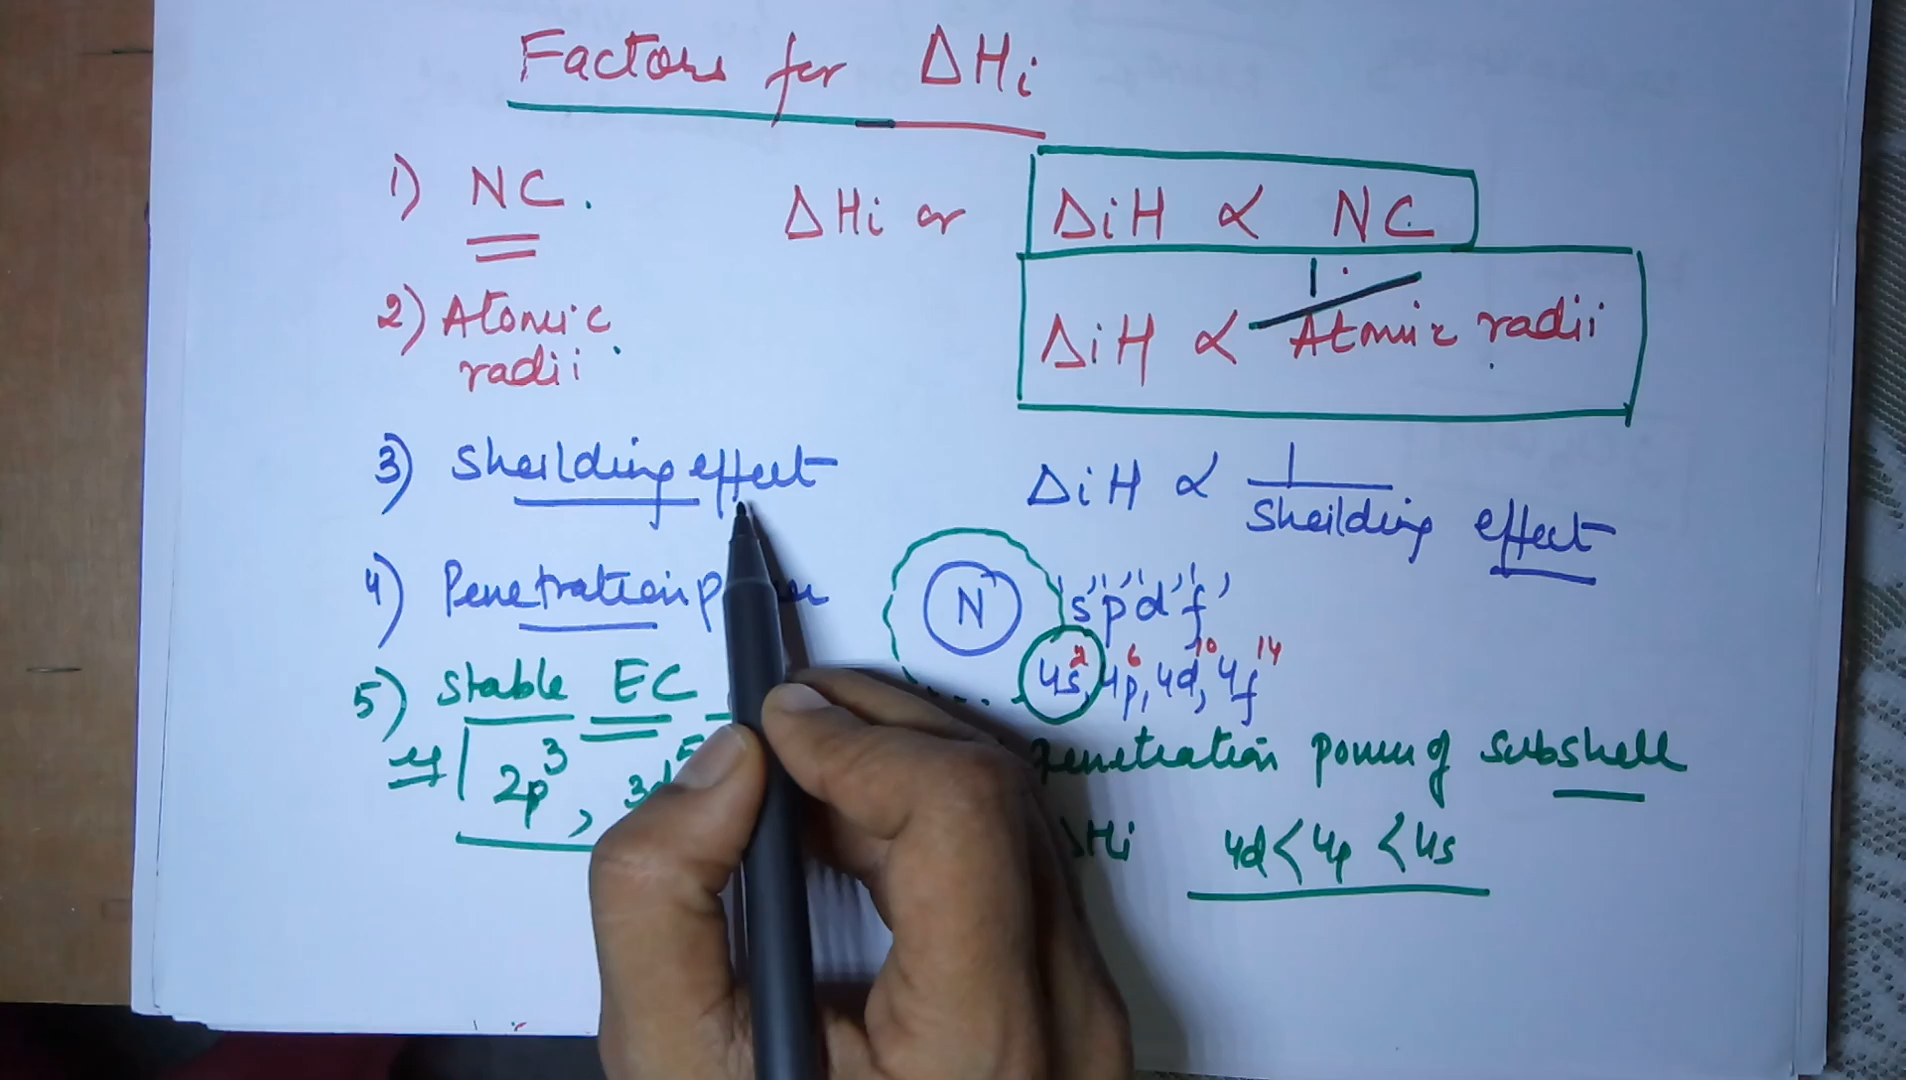 Factors for ΔHi
1) NC. ΔHi or ΔiH ∝ NC
2) Atomic radii ΔiH ∝ 1/Atomic radii
3) Sheilding effect ΔiH ∝ 1/Sheilding effect
4) Penetration
N s, p, d, f
4s², 4p⁶, 4d¹⁰, 4f¹⁴
5) Stable EC
penetration power of subshell
eg 2p³,
ΔHi 4d < 4p < 4s